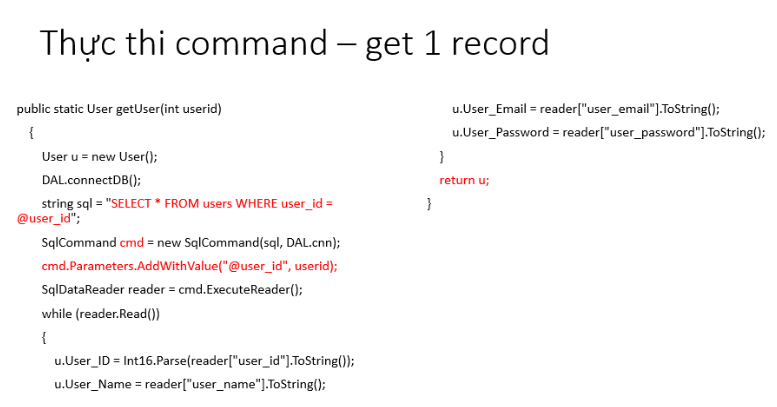 Thực thi command – get 1 record
public static User getUser(int userid)
{
User u = new User();
DAL.connectDB();
string sql = "SELECT * FROM users WHERE user_id =
@user_id";
SqlCommand cmd = new SqlCommand(sql, DAL.cnn);
cmd.Parameters.AddWithValue("@user_id", userid);
SqlDataReader reader = cmd.ExecuteReader();
while (reader.Read())
{
u.User_ID = Int16.Parse(reader["user_id"].ToString());
u.User_Name = reader["user_name"].ToString();
u.User_Email = reader["user_email"].ToString();
u.User_Password = reader["user_password"].ToString();
}
return u;
}